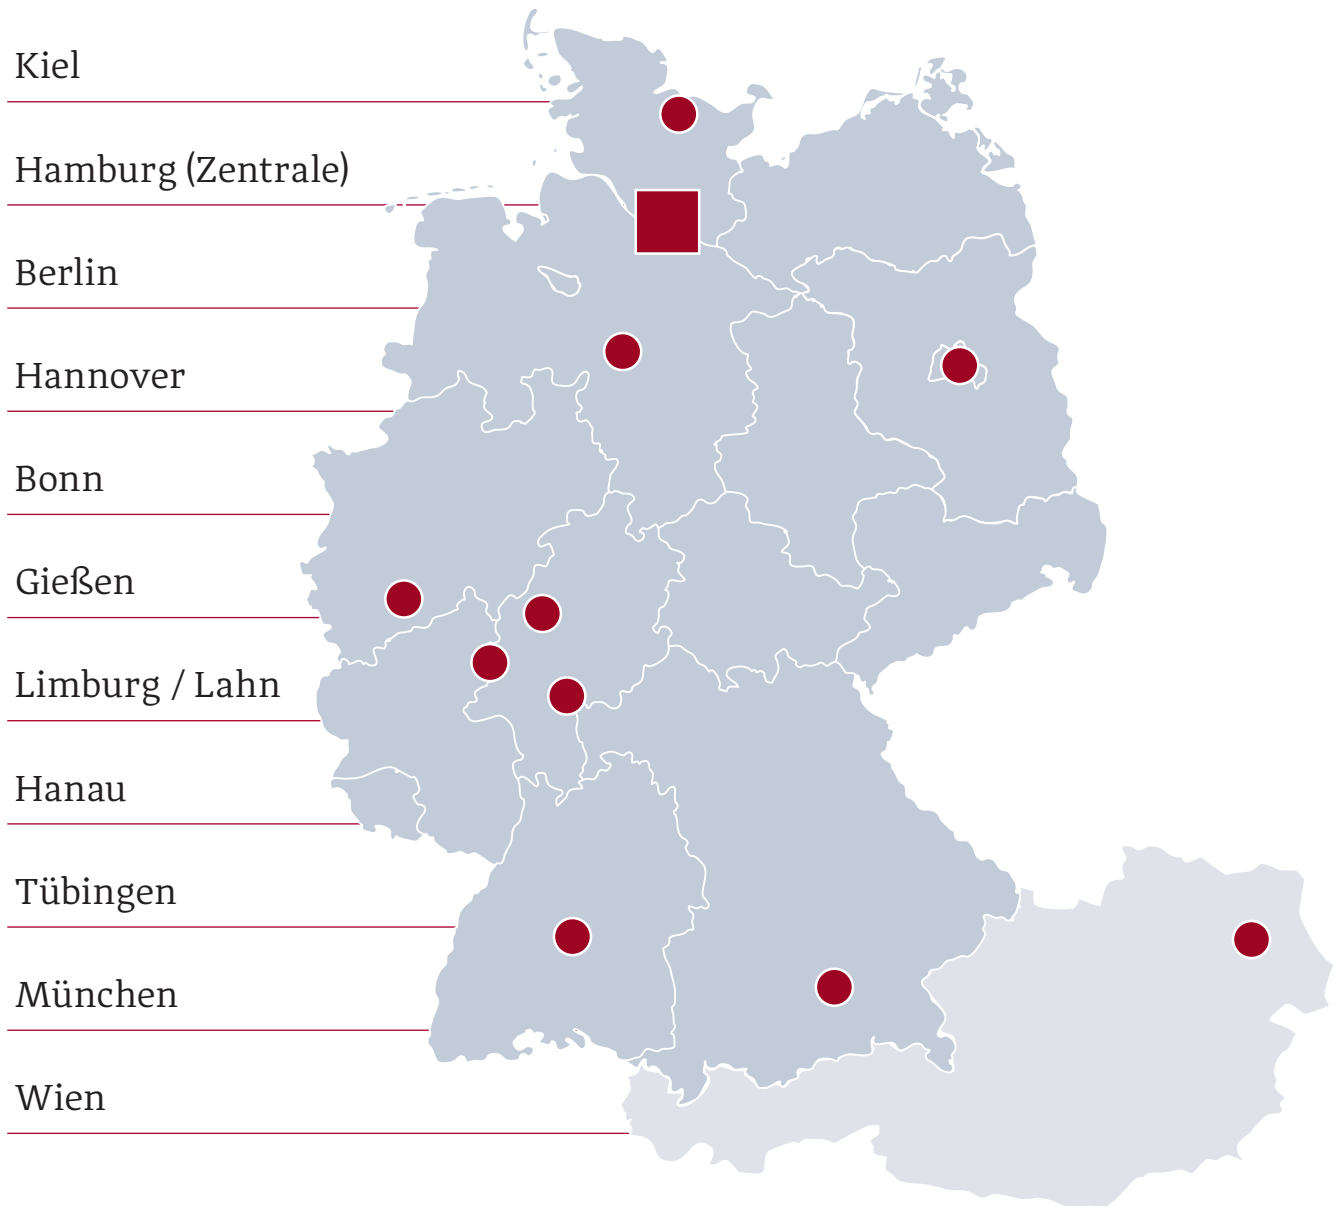 Kiel
Hamburg (Zentrale)
Berlin
Hannover
Bonn
Gießen
Limburg / Lahn
Hanau
Tübingen
München
Wien